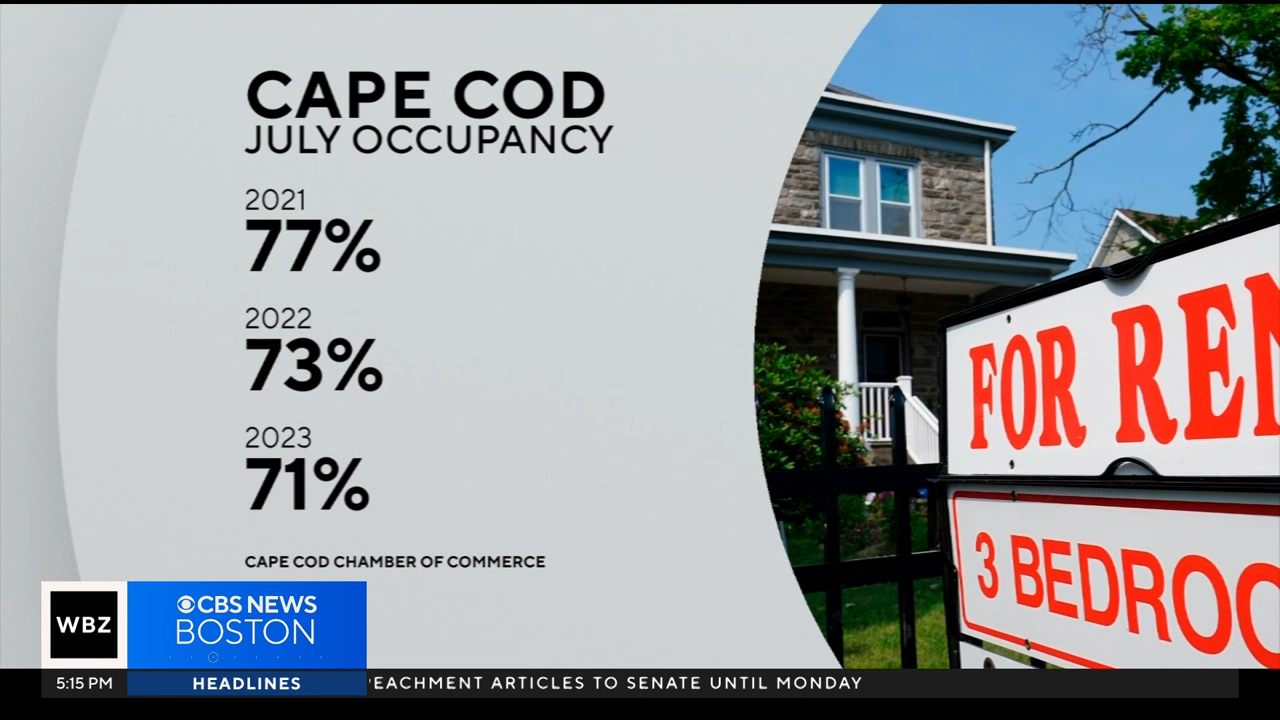 CAPE COD
JULY OCCUPANCY
2021
77%
2022
73%
2023
71%
CAPE COD CHAMBER OF COMMERCE
FOR REN
3 BEDROO
WBZ
CBS NEWS
BOSTON
5:15 PM
HEADLINES
PEACHMENT ARTICLES TO SENATE UNTIL MONDAY